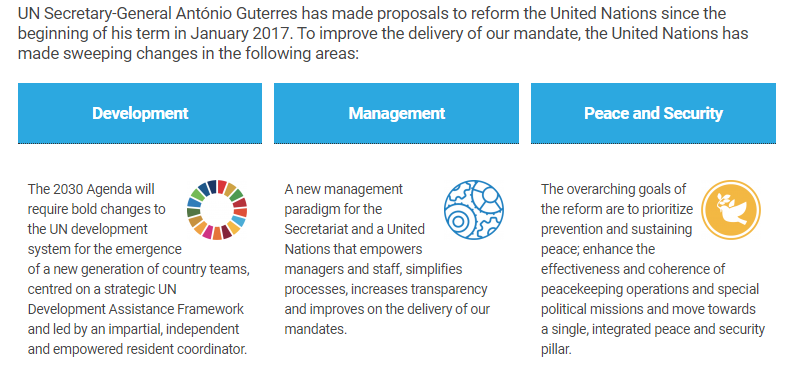 UN Secretary-General António Guterres has made proposals to reform the United Nations since the
beginning of his term in January 2017. To improve the delivery of our mandate, the United Nations has
made sweeping changes in the following areas:
Development
The 2030 Agenda will
require bold changes to
the UN development
system for the emergence
of a new generation of country teams,
centred on a strategic UN
Development Assistance Framework
and led by an impartial, independent
and empowered resident coordinator.
Management
A new management
paradigm for the
Secretariat and a United
Nations that empowers
managers and staff, simplifies
processes, increases transparency
and improves on the delivery of our
mandates.
Peace and Security
The overarching goals of
the reform are to prioritize
prevention and sustaining
peace; enhance the
effectiveness and coherence of
peacekeeping operations and special
political missions and move towards
a single, integrated peace and security
pillar.